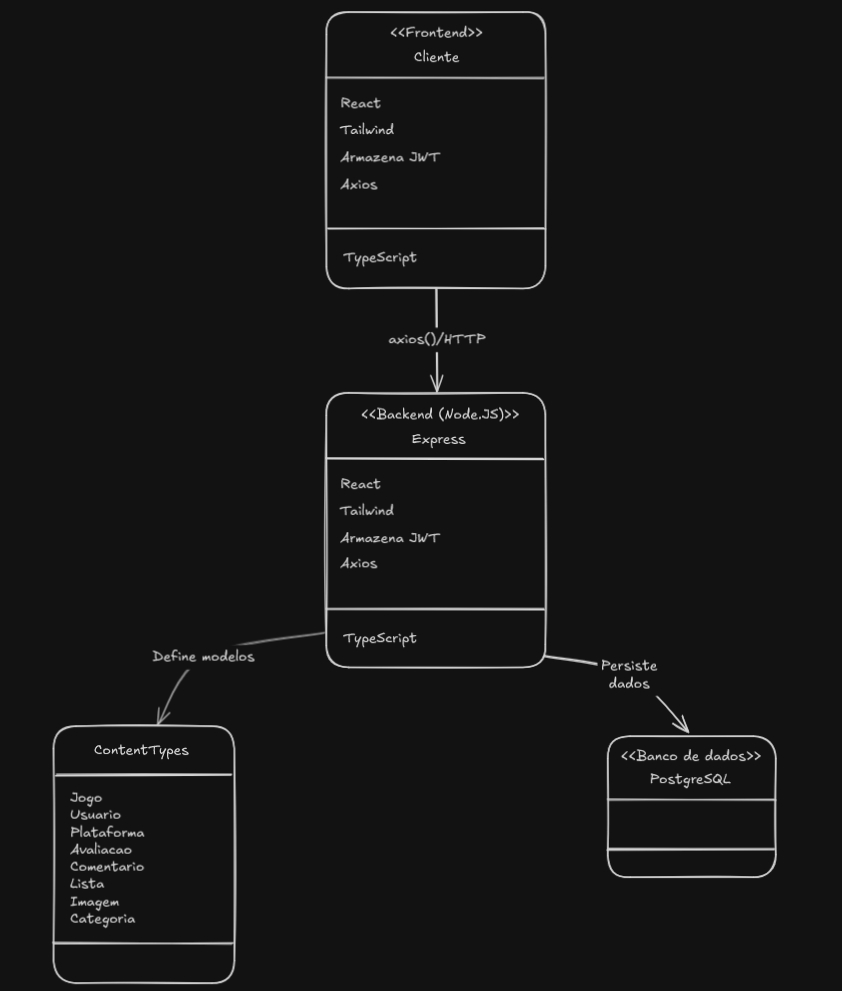 <<Frontend>>
Cliente
React
Tailwind
Armazena JWT
Axios
TypeScript
axios()/HTTP
<<Backend (Node.JS)>>
Express
React
Tailwind
Armazena JWT
Axios
TypeScript
Define modelos
Persiste
dados
ContentTypes
Jogo
Usuario
Plataforma
Avaliacao
Comentario
Lista
Imagem
Categoria
<<Banco de dados>>
PostgreSQL